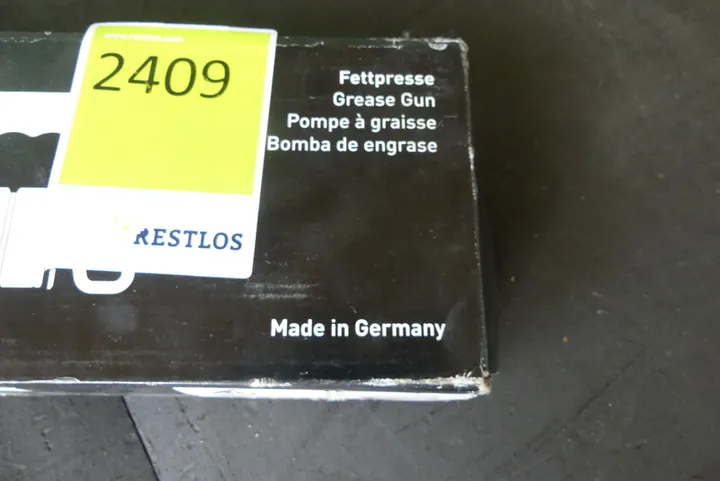 2409
RESTLOS
Fettpresse
Grease Gun
Pompe à graisse
Bomba de engrase
Made in Germany